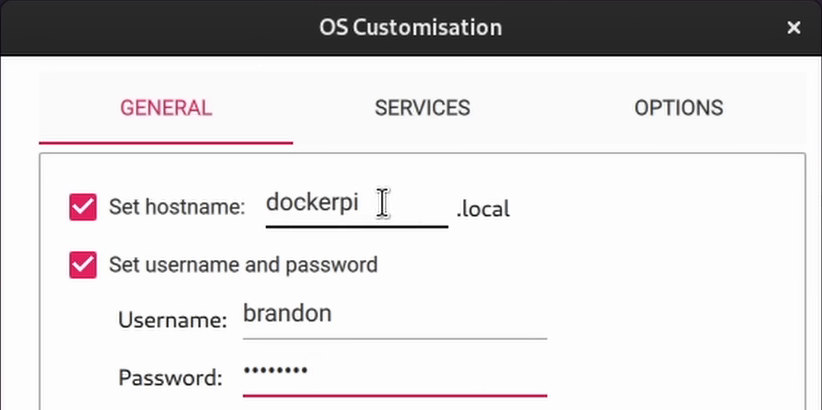 OS Customisation ×
GENERAL SERVICES OPTIONS
Set hostname: dockerpi .local
Set username and password
Username: brandon
Password: ••••••••